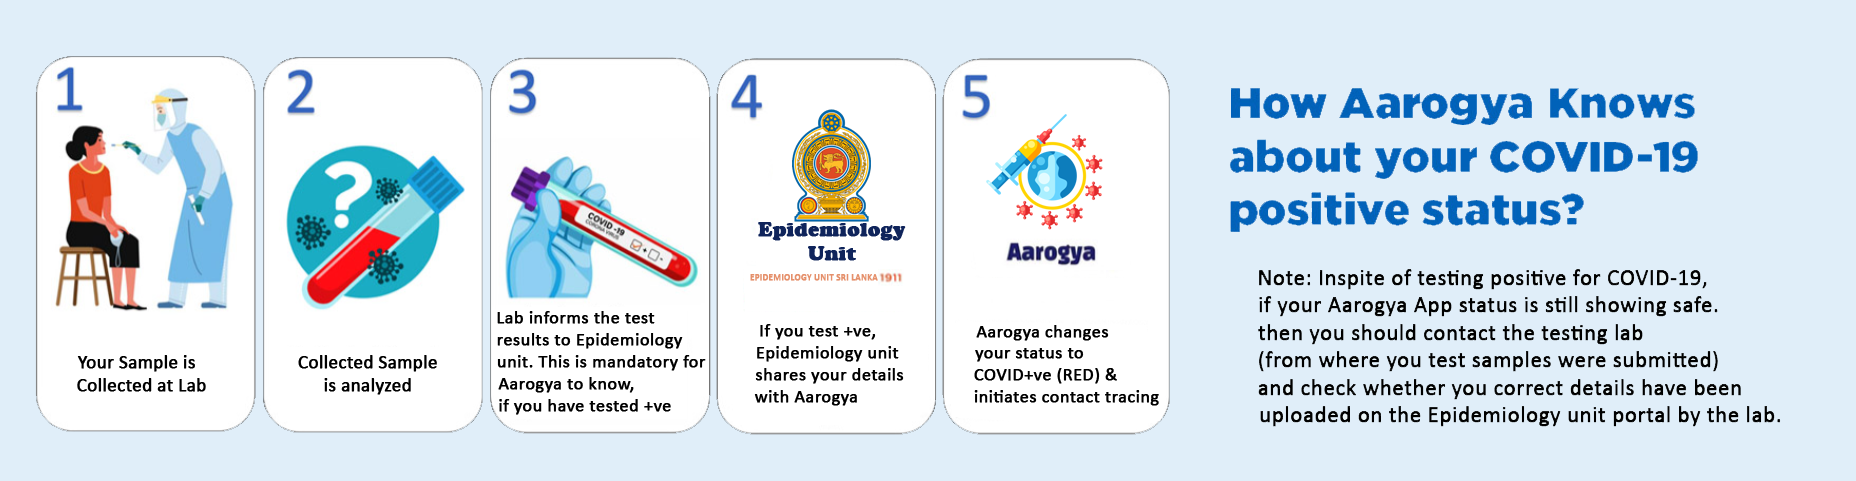 1
Your Sample is
Collected at Lab
2
Collected Sample
is analyzed
3
COVID -19
CORONA VIRUS
+
-
Lab informs the test
results to Epidemiology
unit. This is mandatory for
Aarogya to know,
if you have tested +ve
4
Epidemiology
Unit
EPIDEMIOLOGY UNIT SRI LANKA 1911
If you test +ve,
Epidemiology unit
shares your details
with Aarogya
5
Aarogya
Aarogya changes
your status to
COVID+ve (RED) &
initiates contact tracing
How Aarogya Knows
about your COVID-19
positive status?
Note: Inspite of testing positive for COVID-19,
if your Aarogya App status is still showing safe.
then you should contact the testing lab
(from where you test samples were submitted)
and check whether you correct details have been
uploaded on the Epidemiology unit portal by the lab.